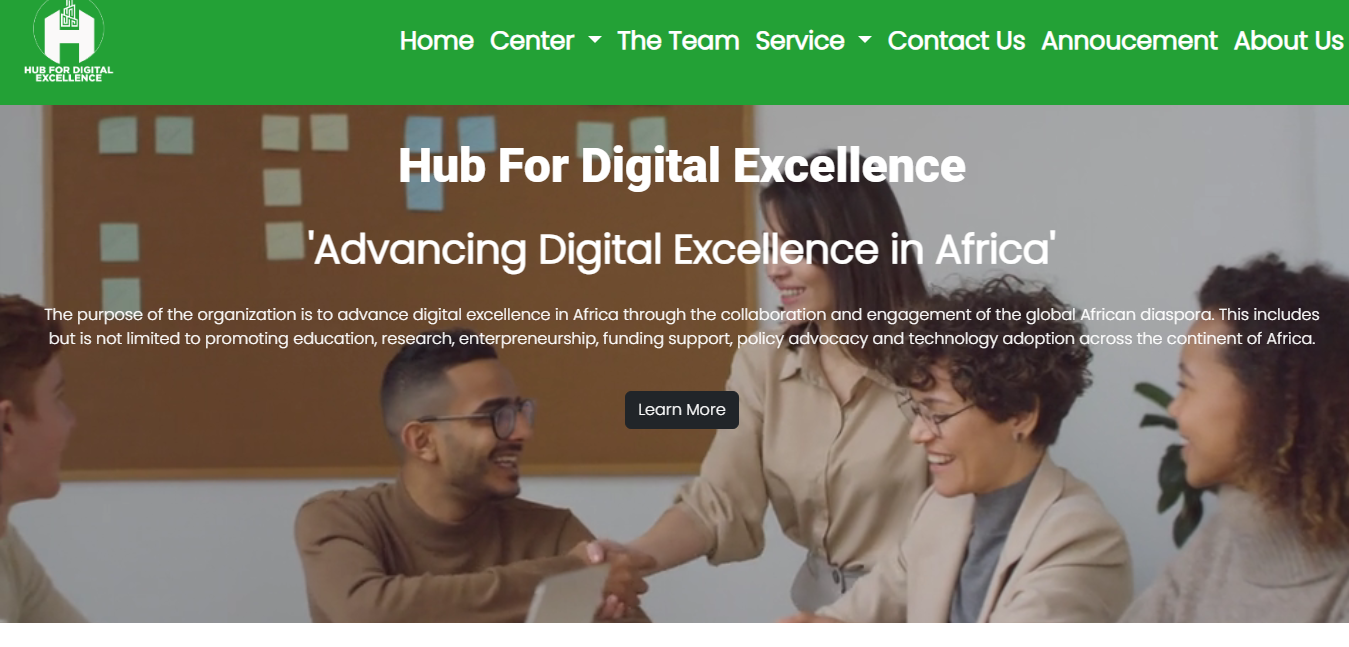 HUB FOR DIGITAL
EXCELLENCE
Home Center The Team Service Contact Us Annoucement About Us
Hub For Digital Excellence
'Advancing Digital Excellence in Africa'
The purpose of the organization is to advance digital excellence in Africa through the collaboration and engagement of the global African diaspora. This includes
but is not limited to promoting education, research, enterpreneurship, funding support, policy advocacy and technology adoption across the continent of Africa.
Learn More